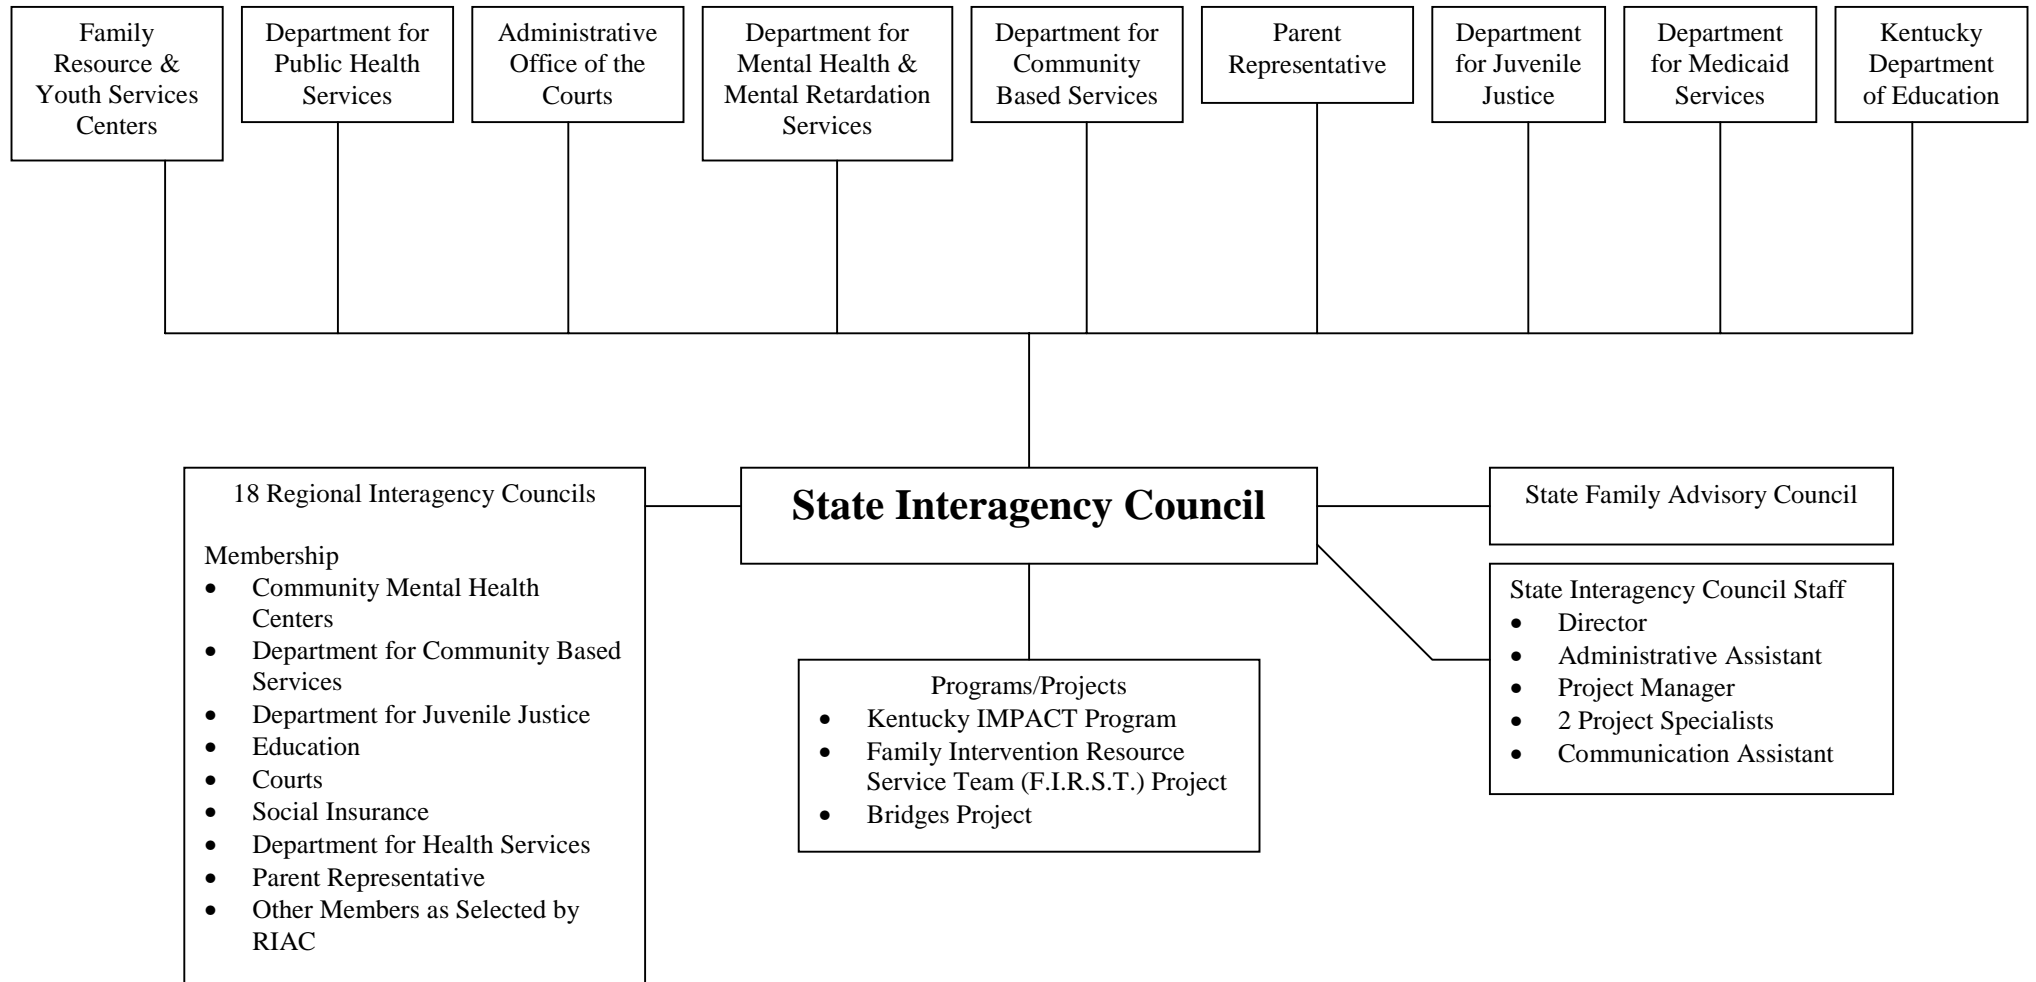 Family
Resource &
Youth Services
Centers
Department for
Public Health
Services
Administrative
Office of the
Courts
Department for
Mental Health &
Mental Retardation
Services
Department for
Community
Based Services
Parent
Representative
Department
for Juvenile
Justice
Department
for Medicaid
Services
Kentucky
Department
of Education
18 Regional Interagency Councils
Membership
• Community Mental Health
Centers
• Department for Community Based
Services
• Department for Juvenile Justice
• Education
• Courts
• Social Insurance
• Department for Health Services
• Parent Representative
• Other Members as Selected by
RIAC
State Interagency Council
Programs/Projects
• Kentucky IMPACT Program
• Family Intervention Resource
Service Team (F.I.R.S.T.) Project
• Bridges Project
State Family Advisory Council
State Interagency Council Staff
• Director
• Administrative Assistant
• Project Manager
• 2 Project Specialists
• Communication Assistant